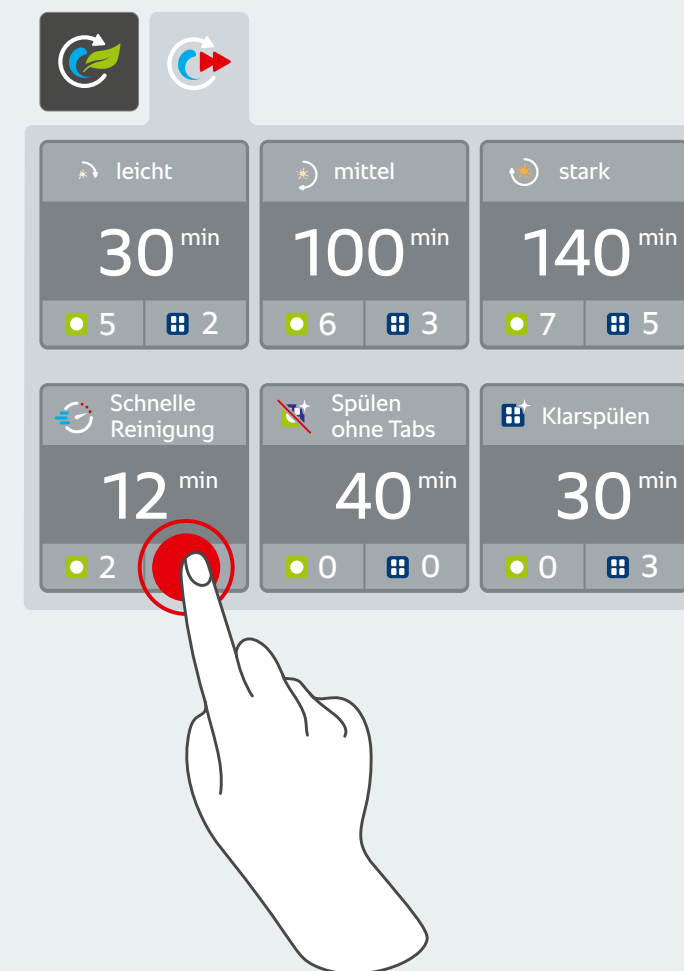 leicht mittel stark
30 min 100 min 140 min
5 2 6 3 7 5
Schnelle Reinigung Spülen ohne Tabs Klarspülen
12 min 40 min 30 min
2 0 0 0 3